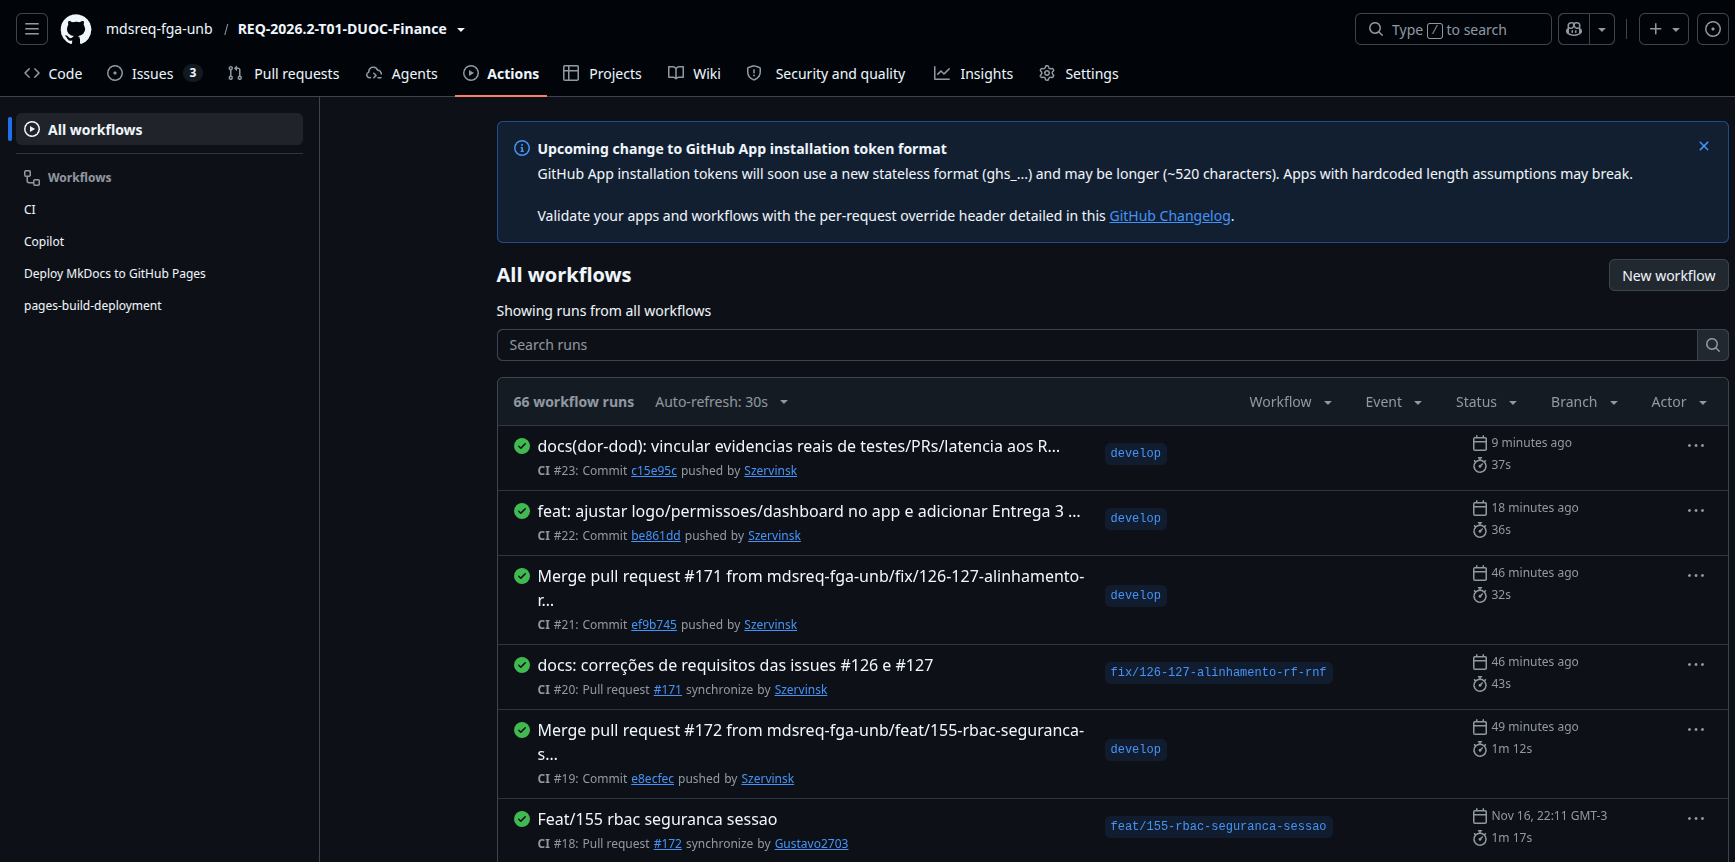 mdsreq-fga-unb / REQ-2026.2-T01-DUOC-Finance
Type / to search
Code
Issues 3
Pull requests
Agents
Actions
Projects
Wiki
Security and quality
Insights
Settings
All workflows
Workflows
CI
Copilot
Deploy MkDocs to GitHub Pages
pages-build-deployment
Upcoming change to GitHub App installation token format
GitHub App installation tokens will soon use a new stateless format (ghs_...) and may be longer (~520 characters). Apps with hardcoded length assumptions may break.
Validate your apps and workflows with the per-request override header detailed in this GitHub Changelog.
All workflows
New workflow
Showing runs from all workflows
Search runs
66 workflow runs Auto-refresh: 30s Workflow Event Status Branch Actor
docs(dor-dod): vincular evidencias reais de testes/PRs/latencia aos R...
CI #23: Commit c15e95c pushed by Szervinsk
develop
9 minutes ago
37s
feat: ajustar logo/permissoes/dashboard no app e adicionar Entrega 3 ...
CI #22: Commit be861dd pushed by Szervinsk
develop
18 minutes ago
36s
Merge pull request #171 from mdsreq-fga-unb/fix/126-127-alinhamento-
r...
CI #21: Commit ef9b745 pushed by Szervinsk
develop
46 minutes ago
32s
docs: correções de requisitos das issues #126 e #127
CI #20: Pull request #171 synchronize by Szervinsk
fix/126-127-alinhamento-rf-rnf
46 minutes ago
43s
Merge pull request #172 from mdsreq-fga-unb/feat/155-rbac-seguranca-
s...
CI #19: Commit e8ecfec pushed by Szervinsk
develop
49 minutes ago
1m 12s
Feat/155 rbac seguranca sessao
CI #18: Pull request #172 synchronize by Gustavo2703
feat/155-rbac-seguranca-sessao
Nov 16, 22:11 GMT-3
1m 17s